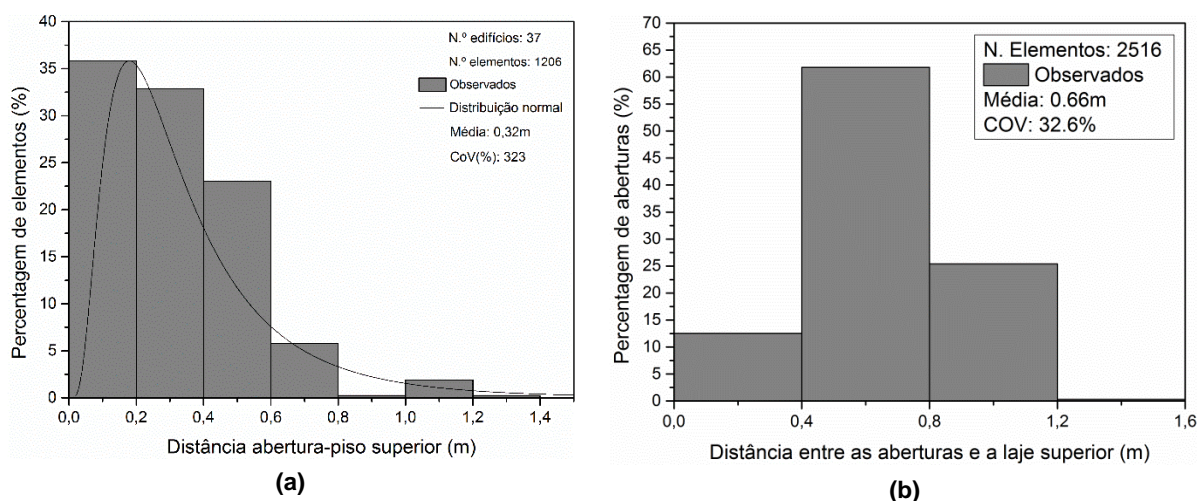 40
35
30
25
20
15
10
5
0
Percentagem de elementos (%)
N.º edifícios: 37
N.º elementos: 1206
Observados
Distribuição normal
Média: 0,32m
CoV(%): 323
0,0 0,2 0,4 0,6 0,8 1,0 1,2 1,4
Distância abertura-piso superior (m)
(a)
70
65
60
55
50
45
40
35
30
25
20
15
10
5
0
Percentagem de aberturas (%)
N. Elementos: 2516
Observados
Média: 0.66m
COV: 32.6%
0,0 0,4 0,8 1,2 1,6
Distância entre as aberturas e a laje superior (m)
(b)